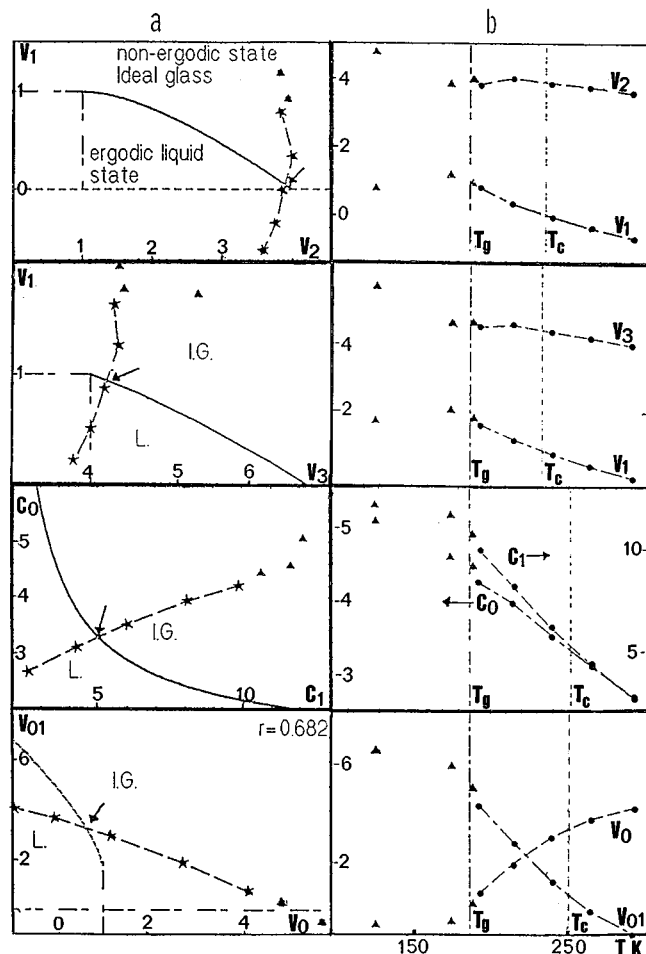 a b
V1 non-ergodic state
Ideal glass
1
ergodic liquid
state
0
1 2 3 V2
4
2
0
V2
V1
Tg Tc
V1
I.G.
1
L.
4 5 6 V3
4
2
V3
V1
Tg Tc
C0
5
4
3
I.G.
L.
5 10 C1
5
4
3
10
5
C1
C0
Tg Tc
V01 r=0.682
6
I.G.
L.
2
0 2 4 V0
6
2
V0
V01
Tg Tc
150 250 T K